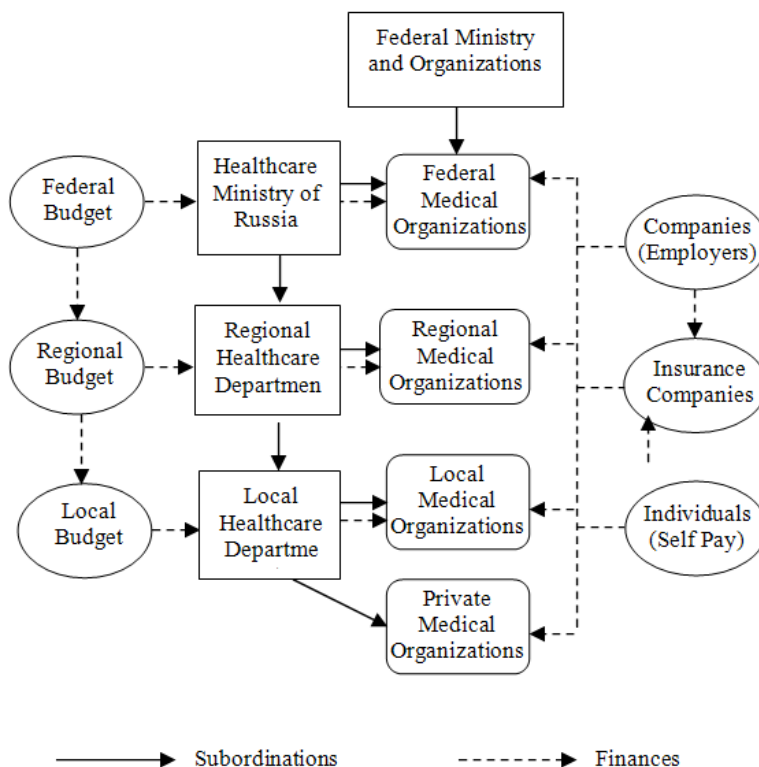 Federal Ministry
and Organizations
Healthcare
Ministry of
Russia
Federal
Medical
Organizations
Federal
Budget
Companies
(Employers)
Regional
Healthcare
Departmen
Regional
Medical
Organizations
Regional
Budget
Insurance
Companies
Local
Healthcare
Departme
Local
Medical
Organizations
Local
Budget
Individuals
(Self Pay)
Private
Medical
Organizations
Subordinations
Finances